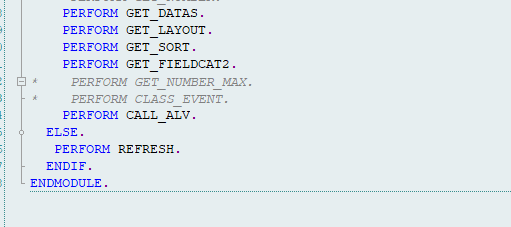 PERFORM GET_DATAS.
PERFORM GET_LAYOUT.
PERFORM GET_SORT.
PERFORM GET_FIELDCAT2.
* PERFORM GET_NUMBER_MAX.
* PERFORM CLASS_EVENT.
PERFORM CALL_ALV.
ELSE.
PERFORM REFRESH.
ENDIF.
ENDMODULE.